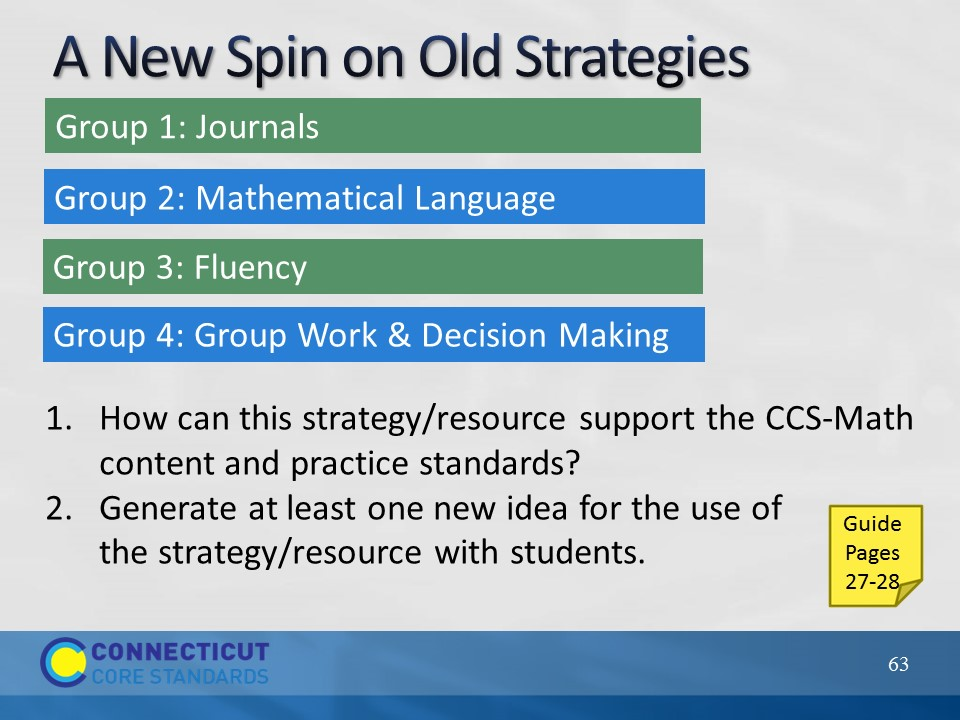 A New Spin on Old Strategies
Group 1: Journals
Group 2: Mathematical Language
Group 3: Fluency
Group 4: Group Work & Decision Making
1. How can this strategy/resource support the CCS-Math
content and practice standards?
2. Generate at least one new idea for the use of
the strategy/resource with students.
Guide
Pages
27-28
CONNECTICUT
CORE STANDARDS
63